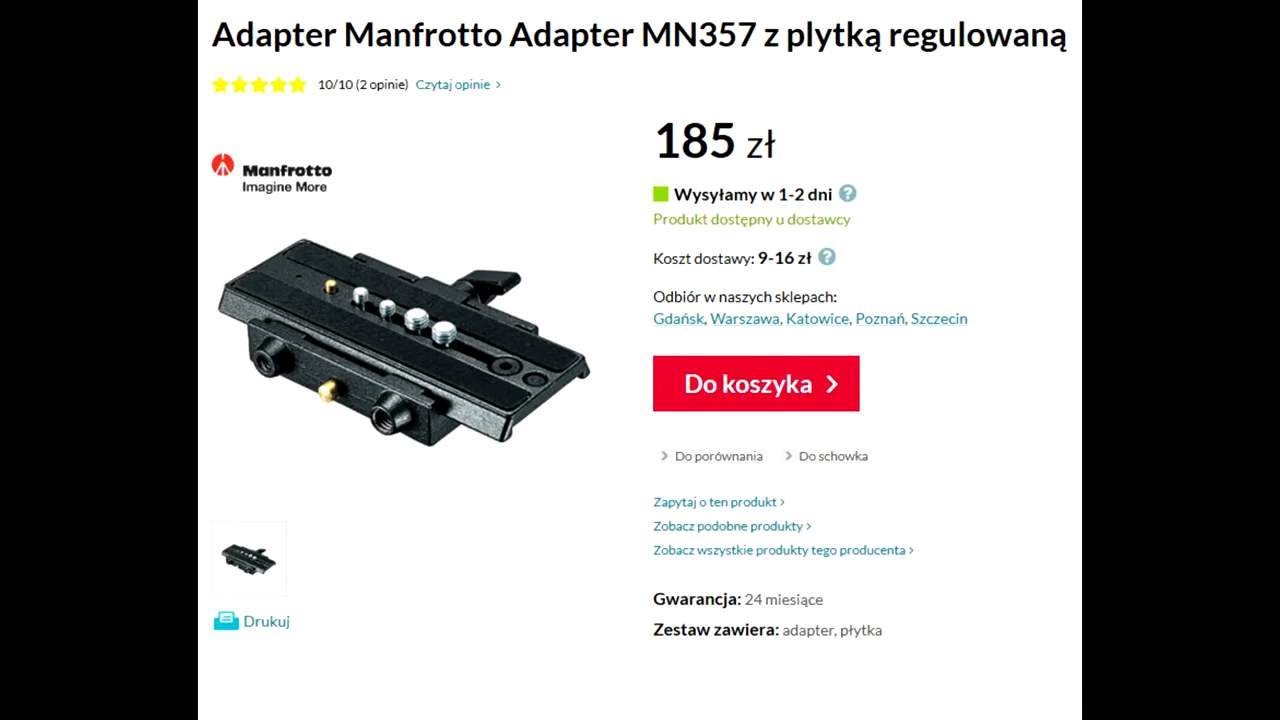 Adapter Manfrotto Adapter MN357 z plytką regulowaną
10/10 (2 opinie) Czytaj opinie
185 zł
Manfrotto
Imagine More
Wysyłamy w 1-2 dni ?
Produkt dostępny u dostawcy
Koszt dostawy: 9-16 zł ?
Odbiór w naszych sklepach:
Gdańsk, Warszawa, Katowice, Poznań, Szczecin
Do koszyka
Do porównania Do schowka
Zapytaj o ten produkt
Zobacz podobne produkty
Zobacz wszystkie produkty tego producenta
Gwarancja: 24 miesiące
Zestaw zawiera: adapter, płytka
Drukuj